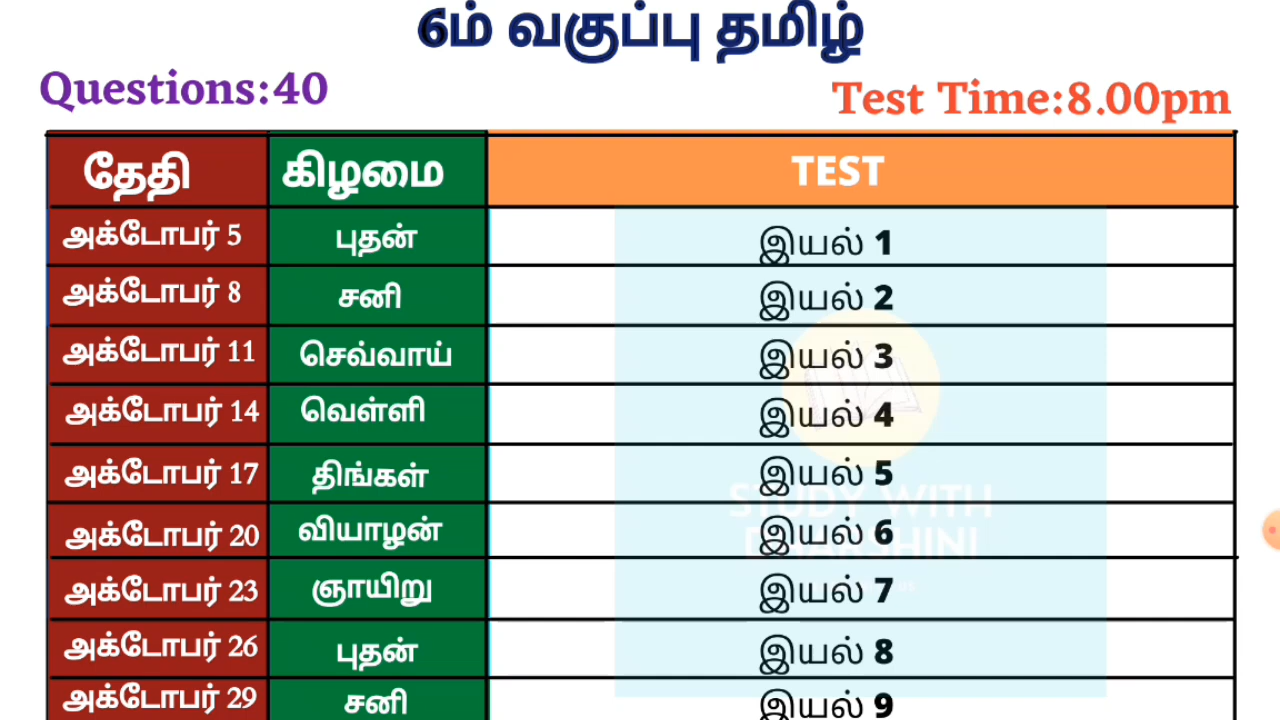 6ம் வகுப்பு தமிழ்
Questions:40
Test Time:8.00pm
தேதி கிழமை TEST
அக்டோபர் 5 புதன் இயல் 1
அக்டோபர் 8 சனி இயல் 2
அக்டோபர் 11 செவ்வாய் இயல் 3
அக்டோபர் 14 வெள்ளி இயல் 4
அக்டோபர் 17 திங்கள் இயல் 5
STUDY WITH
அக்டோபர் 20 வியாழன் இயல் 6
அக்டோபர் 23 ஞாயிறு இயல் 7
அக்டோபர் 26 புதன் இயல் 8
அக்டோபர் 29 சனி இயல் 9